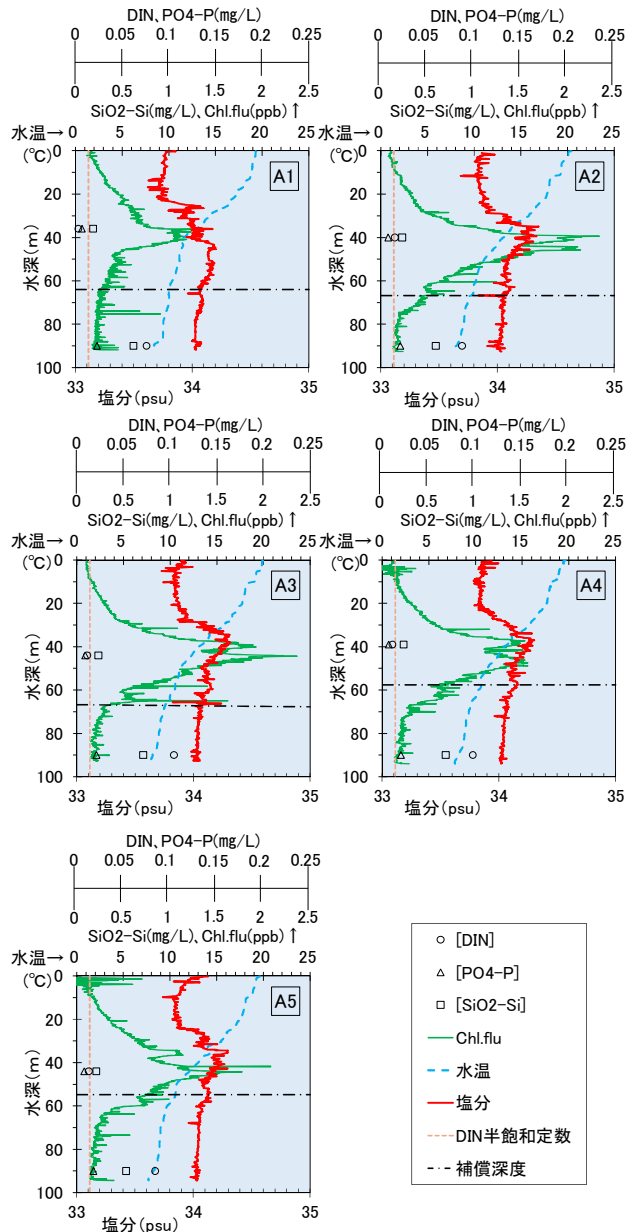 DIN、PO4-P(mg/L)
0 0.05 0.1 0.15 0.2 0.25
0 0.5 1 1.5 2 2.5
SiO2-Si(mg/L)、Chl.flu(ppb) ↑
水温→ 0 5 10 15 20 25
(℃)
A1
0
20
40
60
80
100
水深(m)
33 34 35
塩分(psu)
DIN、PO4-P(mg/L)
0 0.05 0.1 0.15 0.2 0.25
0 0.5 1 1.5 2 2.5
SiO2-Si(mg/L)、Chl.flu(ppb) ↑
水温→ 0 5 10 15 20 25
(℃)
A2
0
20
40
60
80
100
水深(m)
33 34 35
塩分(psu)
DIN、PO4-P(mg/L)
0 0.05 0.1 0.15 0.2 0.25
0 0.5 1 1.5 2 2.5
SiO2-Si(mg/L)、Chl.flu(ppb) ↑
水温→ 0 5 10 15 20 25
(℃)
A3
0
20
40
60
80
100
水深(m)
33 34 35
塩分(psu)
DIN、PO4-P(mg/L)
0 0.05 0.1 0.15 0.2 0.25
0 0.5 1 1.5 2 2.5
SiO2-Si(mg/L)、Chl.flu(ppb) ↑
水温→ 0 5 10 15 20 25
(℃)
A4
0
20
40
60
80
100
水深(m)
33 34 35
塩分(psu)
DIN、PO4-P(mg/L)
0 0.05 0.1 0.15 0.2 0.25
0 0.5 1 1.5 2 2.5
SiO2-Si(mg/L)、Chl.flu(ppb) ↑
水温→ 0 5 10 15 20 25
(℃)
A5
0
20
40
60
80
100
水深(m)
33 34 35
塩分(psu)
[DIN]
[PO4-P]
[SiO2-Si]
Chl.flu
水温
塩分
DIN半飽和定数
補償深度